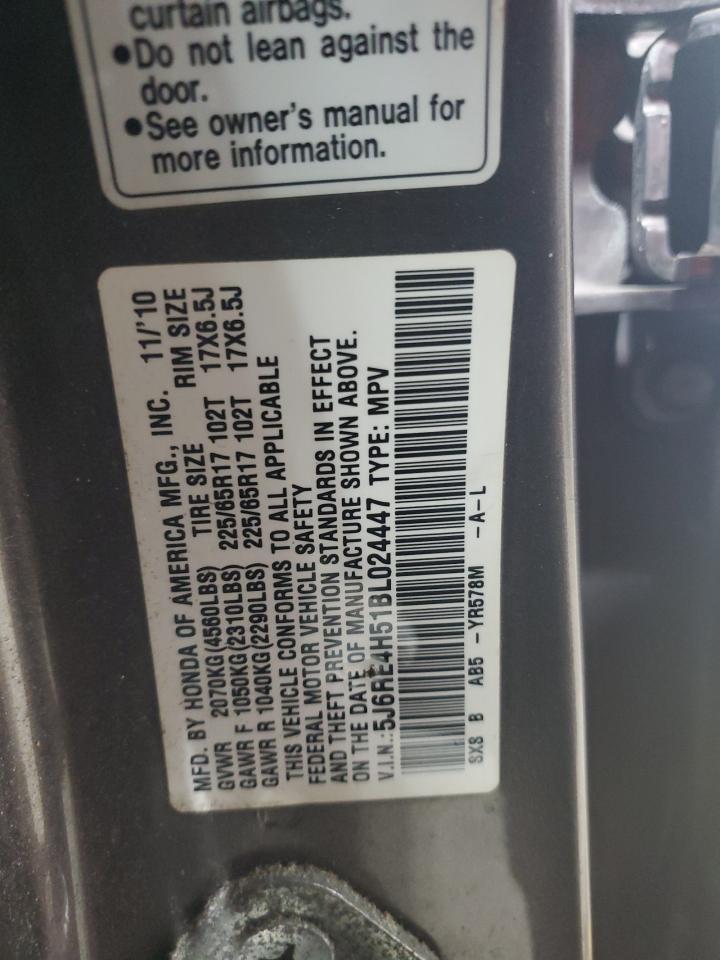 curtain airbags.
●Do not lean against the
door.
●See owner's manual for
more information.
MFD. BY HONDA OF AMERICA MFG., INC. 11/'10
GVWR 2070KG(4560LBS) TIRE SIZE RIM SIZE
GAWR F 1050KG(2310LBS) 225/65R17 102T 17X6.5J
GAWR R 1040KG(2290LBS) 225/65R17 102T 17X6.5J
THIS VEHICLE CONFORMS TO ALL APPLICABLE
FEDERAL MOTOR VEHICLE SAFETY
AND THEFT PREVENTION STANDARDS IN EFFECT
ON THE DATE OF MANUFACTURE SHOWN ABOVE.
V.I.N.: 5J6RE4H51BL024447 TYPE: MPV
SXS B AB5 - YR578M -A-L